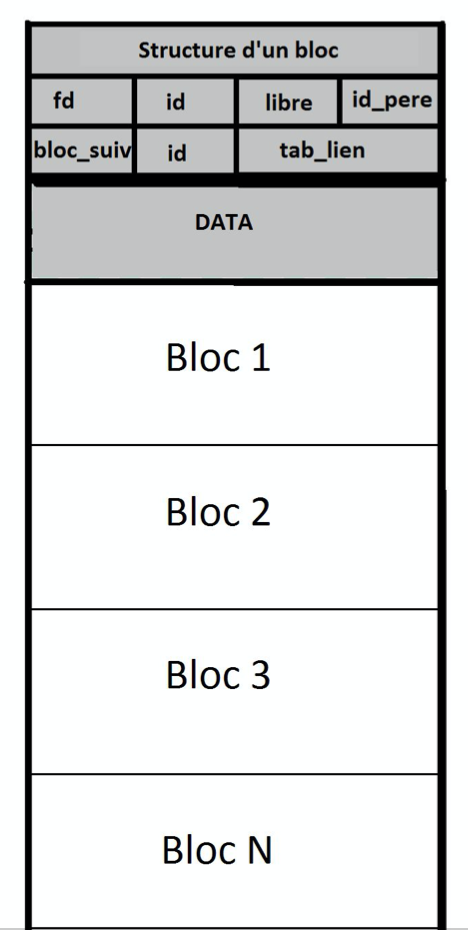 Structure d'un bloc
fd id libre id_pere
bloc_suiv id tab_lien
DATA
Bloc 1
Bloc 2
Bloc 3
Bloc N